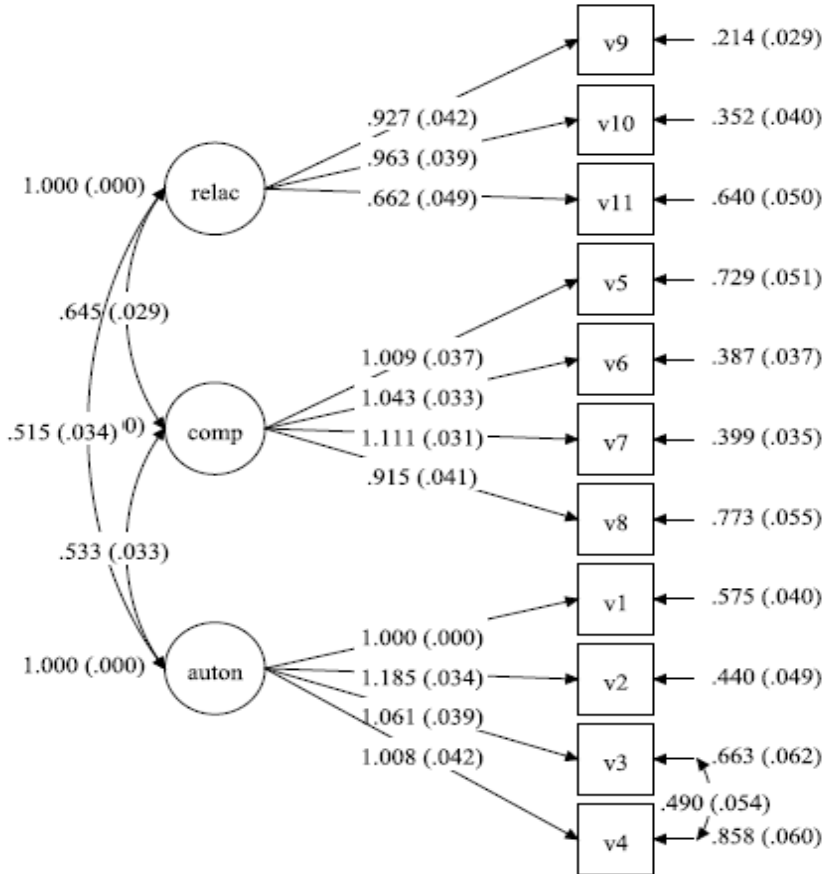 v9 .214 (.029)
.927 (.042)
v10 .352 (.040)
.963 (.039)
1.000 (.000) relac
.662 (.049) v11 .640 (.050)
v5 .729 (.051)
.645 (.029)
1.009 (.037)
v6 .387 (.037)
1.043 (.033)
.515 (.034) 0) comp
1.111 (.031) v7 .399 (.035)
.915 (.041)
v8 .773 (.055)
.533 (.033)
v1 .575 (.040)
1.000 (.000)
1.000 (.000) auton
1.185 (.034) v2 .440 (.049)
1.061 (.039)
1.008 (.042) v3 .663 (.062)
.490 (.054)
v4 .858 (.060)